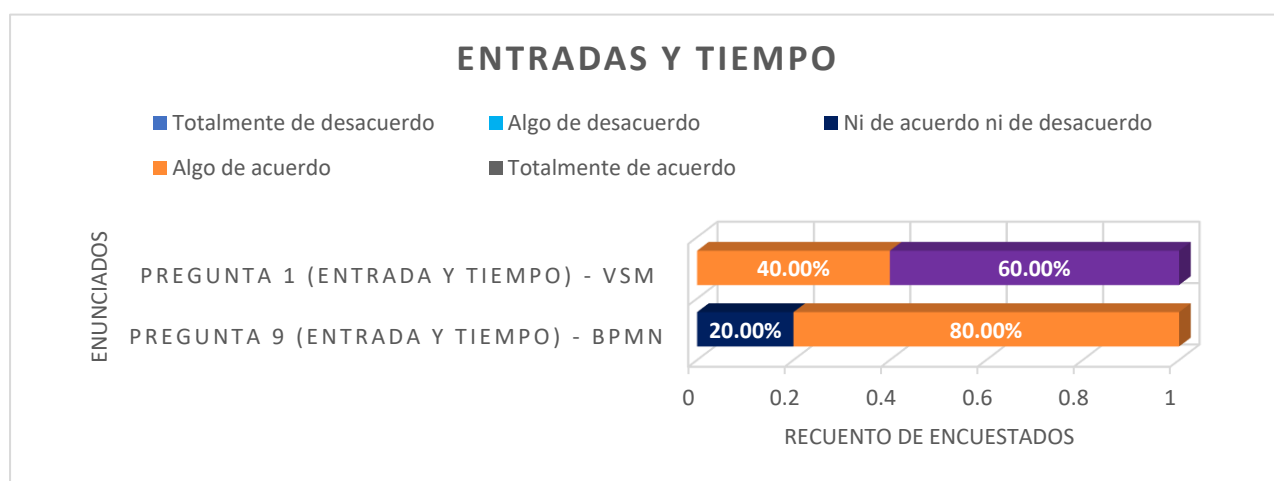 ENTRADAS Y TIEMPO
Totalmente de desacuerdo Algo de desacuerdo Ni de acuerdo ni de desacuerdo
Algo de acuerdo Totalmente de acuerdo
ENUNCIADOS
PREGUNTA 1 (ENTRADA Y TIEMPO) - VSM 40.00% 60.00%
PREGUNTA 9 (ENTRADA Y TIEMPO) - BPMN 20.00% 80.00%
0 0.2 0.4 0.6 0.8 1
RECUENTO DE ENCUESTADOS